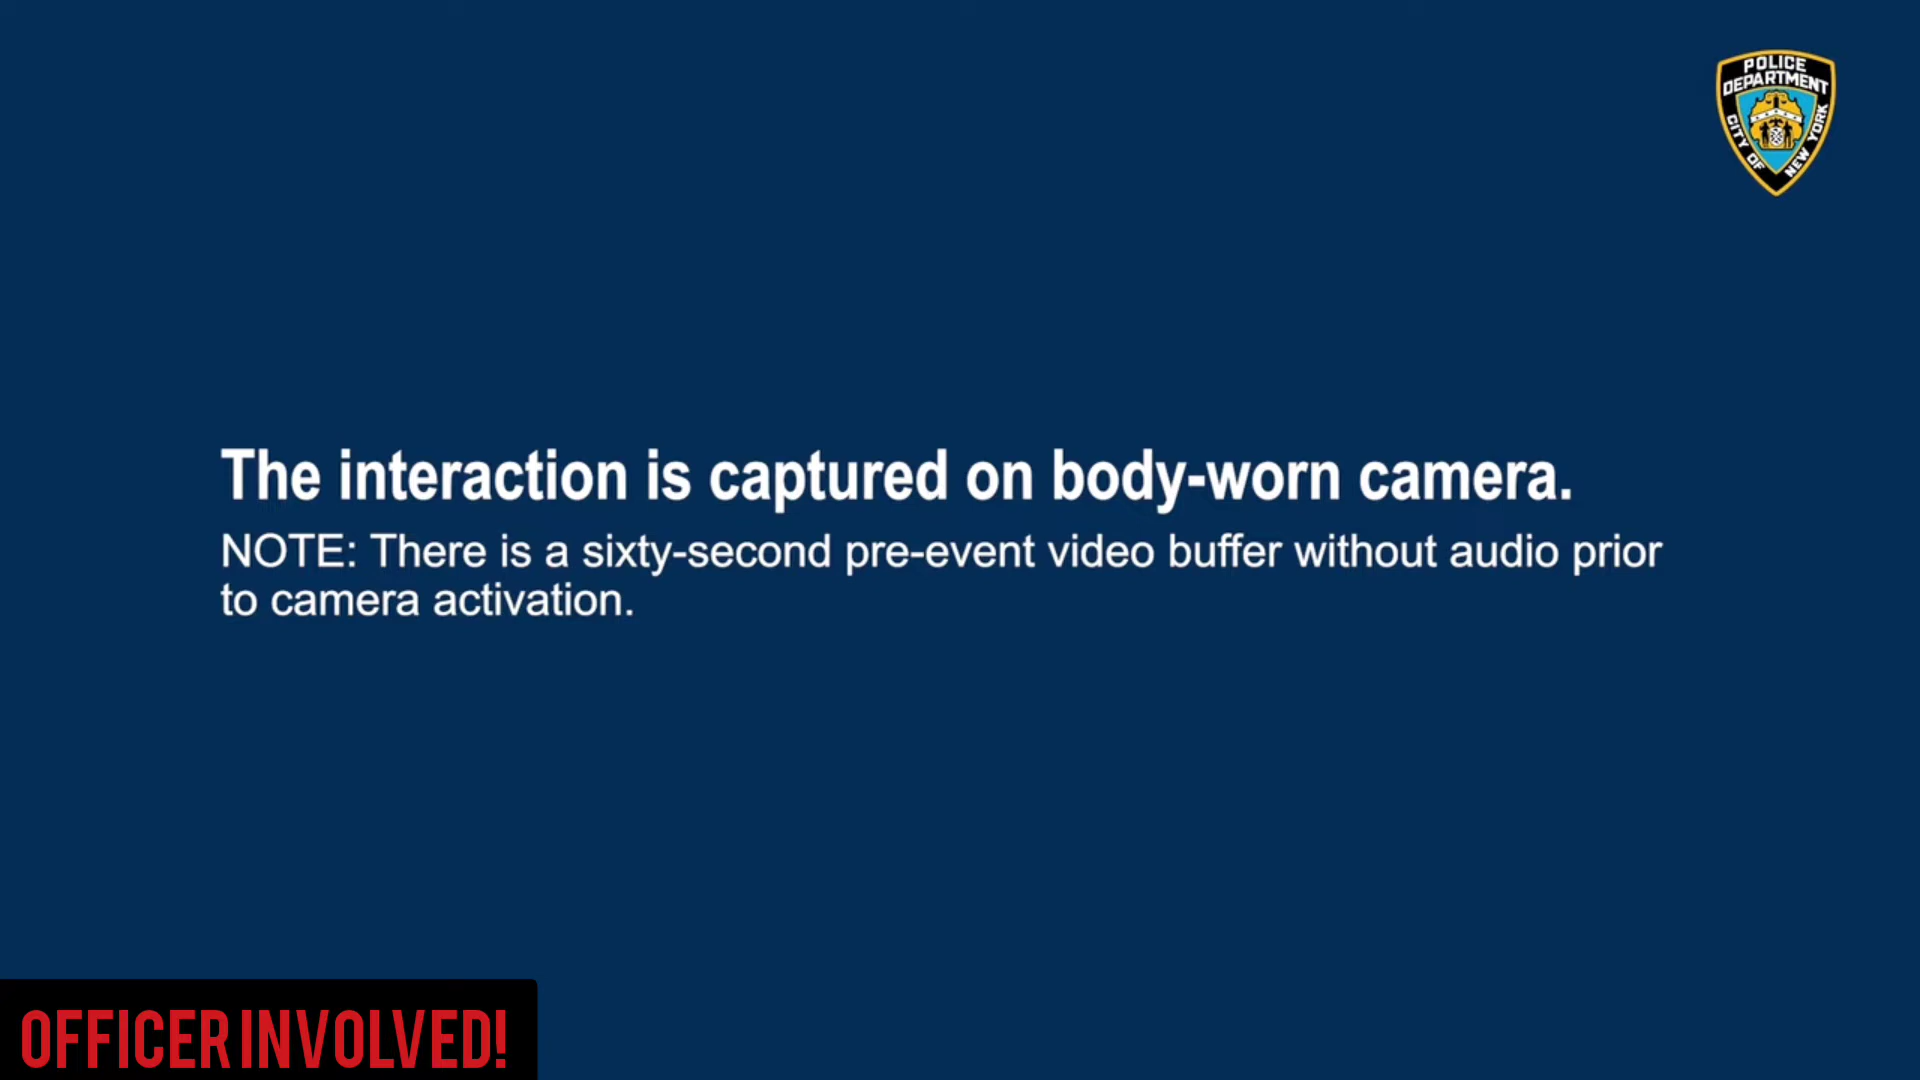 POLICE
DEPARTMENT
CITY OF NEW YORK
The interaction is captured on body-worn camera.
NOTE: There is a sixty-second pre-event video buffer without audio prior
to camera activation.
OFFICER INVOLVED!